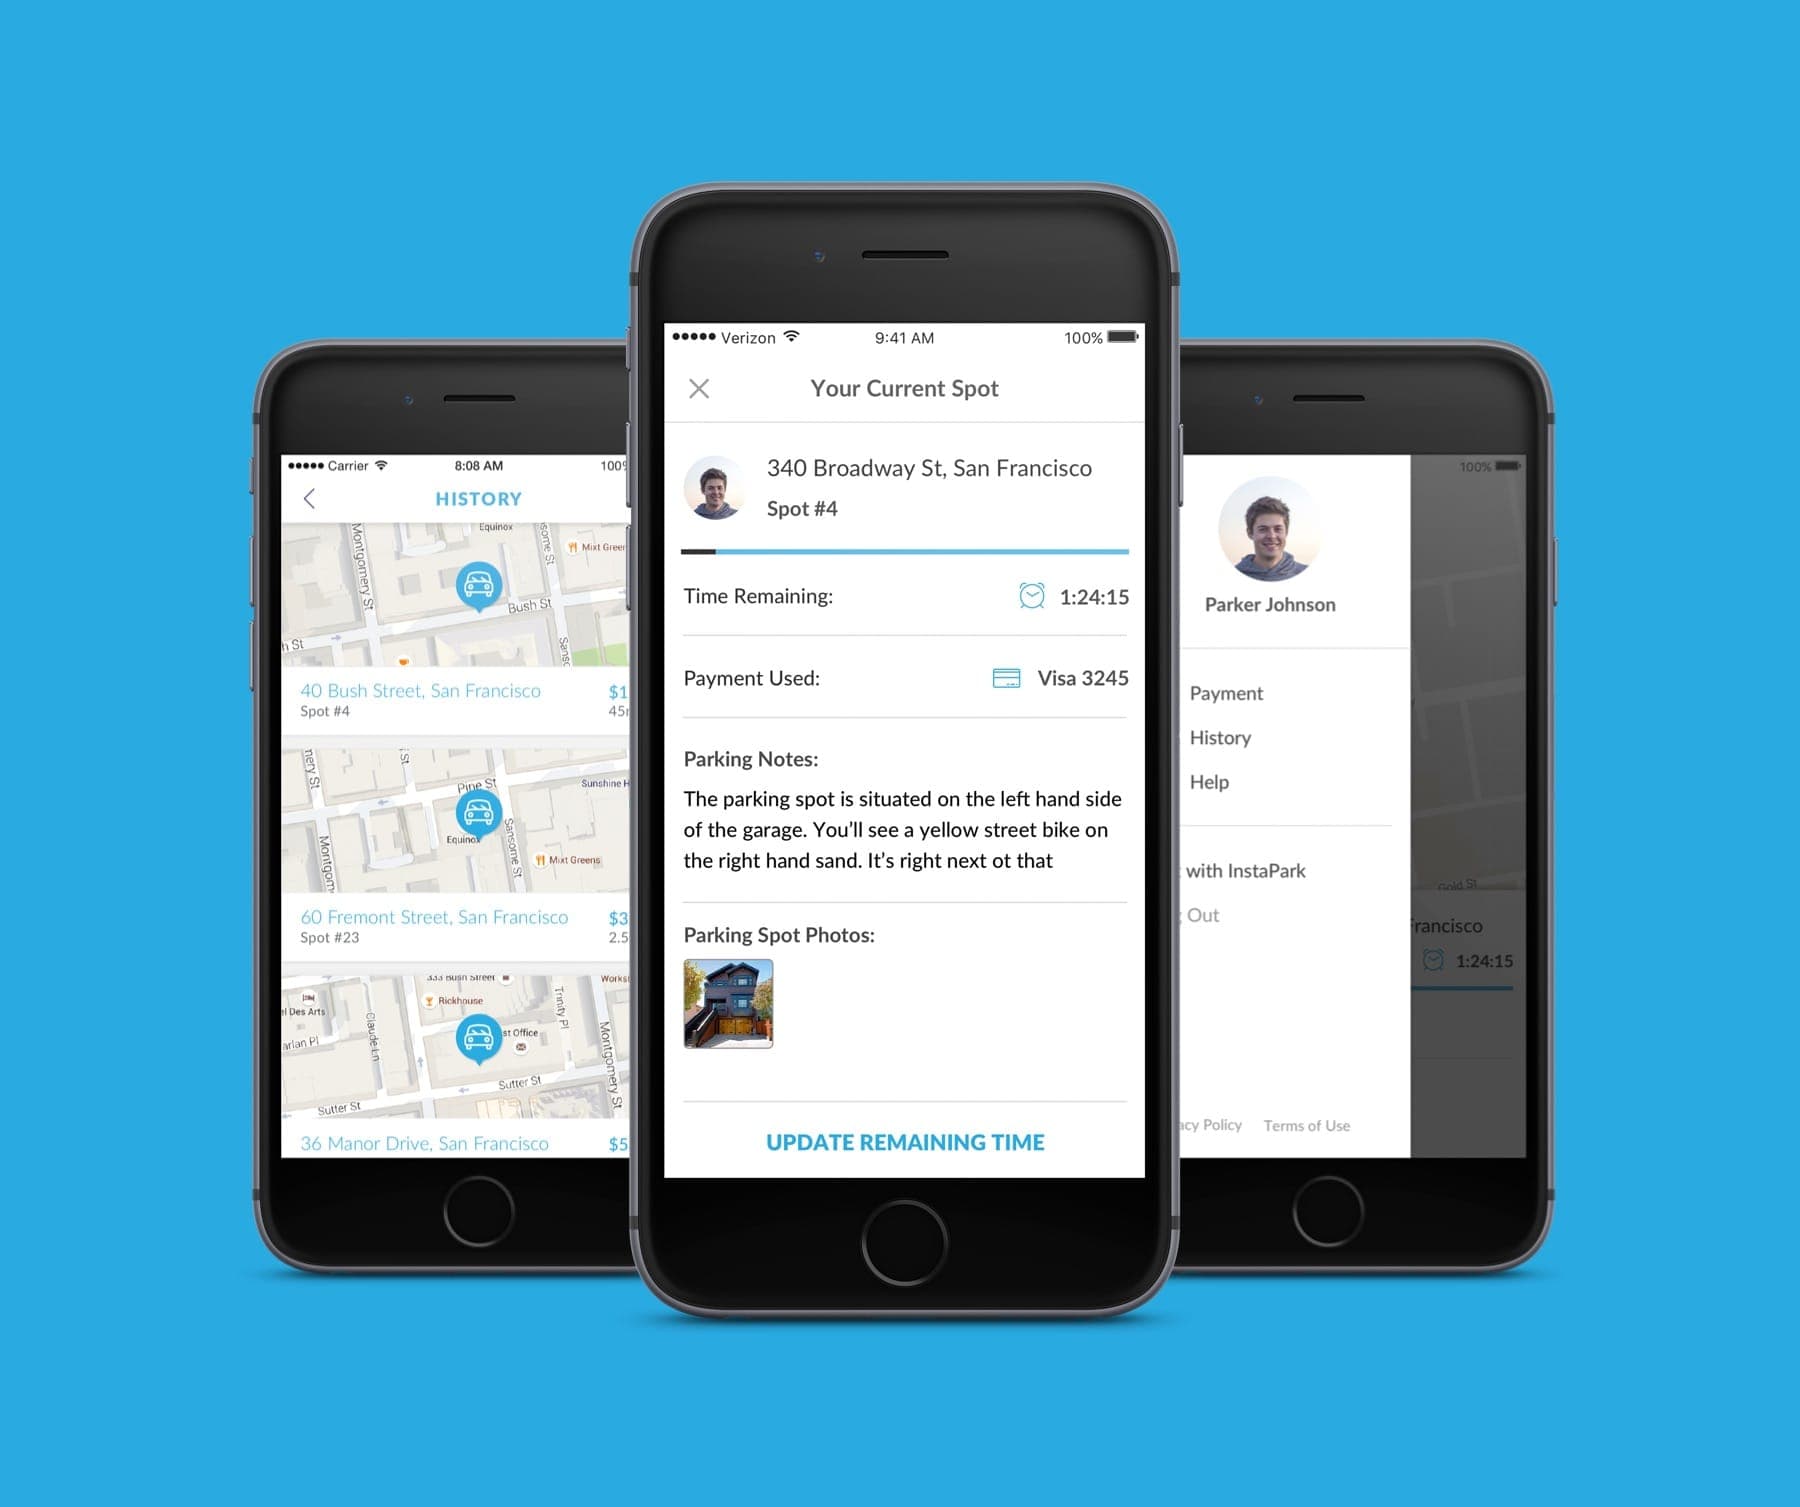 Carrier
8:08 AM
HISTORY
Equinox
Mixt Green
Montgomery St
Bush St
40 Bush Street, San Francisco
Spot #4
Pine St
Sunshine H
Equinox
Sansome St
Mixt Greens
60 Fremont Street, San Francisco
$3
Spot #23
2.5
333 Bush Street
Works
Rickhouse
el Des Arts
Trinity Pl
st Office
Claude Ln
arlan Pl
Montgomery St
Sutter St
Sutter St
36 Manor Drive, San Francisco
$5
Verizon
9:41 AM
100%
Your Current Spot
340 Broadway St, San Francisco
Spot #4
Time Remaining:
1:24:15
Payment Used:
Visa 3245
Parking Notes:
The parking spot is situated on the left hand side
of the garage. You'll see a yellow street bike on
the right hand sand. It's right next ot that
Parking Spot Photos:
UPDATE REMAINING TIME
100%
Parker Johnson
Payment
History
Help
with InstaPark
Out
Gold St
rancisco
1:24:15
acy Policy
Terms of Use